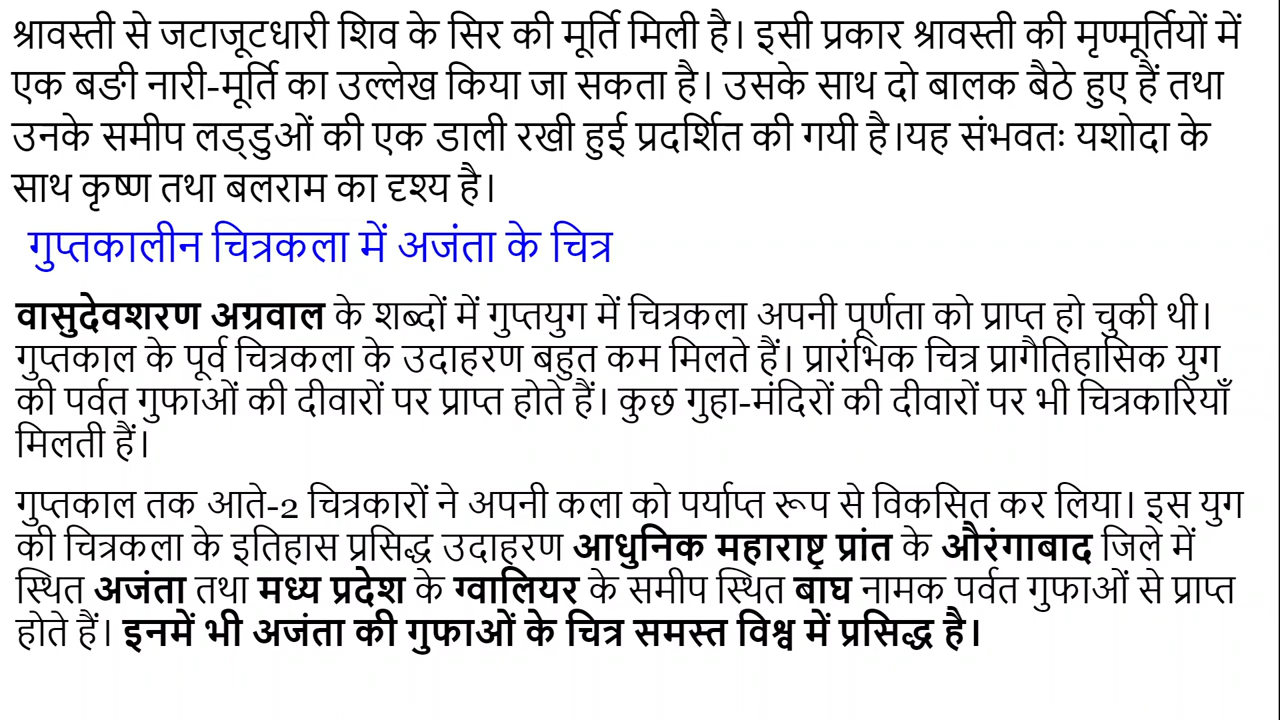 श्रावस्ती से जटाजूटधारी शिव के सिर की मूर्ति मिली है। इसी प्रकार श्रावस्ती की मृण्मूर्तियों में
एक बङी नारी-मूर्ति का उल्लेख किया जा सकता है। उसके साथ दो बालक बैठे हुए हैं तथा
उनके समीप लड्डुओं की एक डाली रखी हुई प्रदर्शित की गयी है।यह संभवतः यशोदा के
साथ कृष्ण तथा बलराम का दृश्य है।
गुप्तकालीन चित्रकला में अजंता के चित्र
वासुदेवशरण अग्रवाल के शब्दों में गुप्तयुग में चित्रकला अपनी पूर्णता को प्राप्त हो चुकी थी।
गुप्तकाल के पूर्व चित्रकला के उदाहरण बहुत कम मिलते हैं। प्रारंभिक चित्र प्रागैतिहासिक युग
की पर्वत गुफाओं की दीवारों पर प्राप्त होते हैं। कुछ गुहा-मंदिरों की दीवारों पर भी चित्रकारियाँ
मिलती हैं।
गुप्तकाल तक आते-2 चित्रकारों ने अपनी कला को पर्याप्त रूप से विकसित कर लिया। इस युग
की चित्रकला के इतिहास प्रसिद्ध उदाहरण आधुनिक महाराष्ट्र प्रांत के औरंगाबाद जिले में
स्थित अजंता तथा मध्य प्रदेश के ग्वालियर के समीप स्थित बाघ नामक पर्वत गुफाओं से प्राप्त
होते हैं। इनमें भी अजंता की गुफाओं के चित्र समस्त विश्व में प्रसिद्ध है।